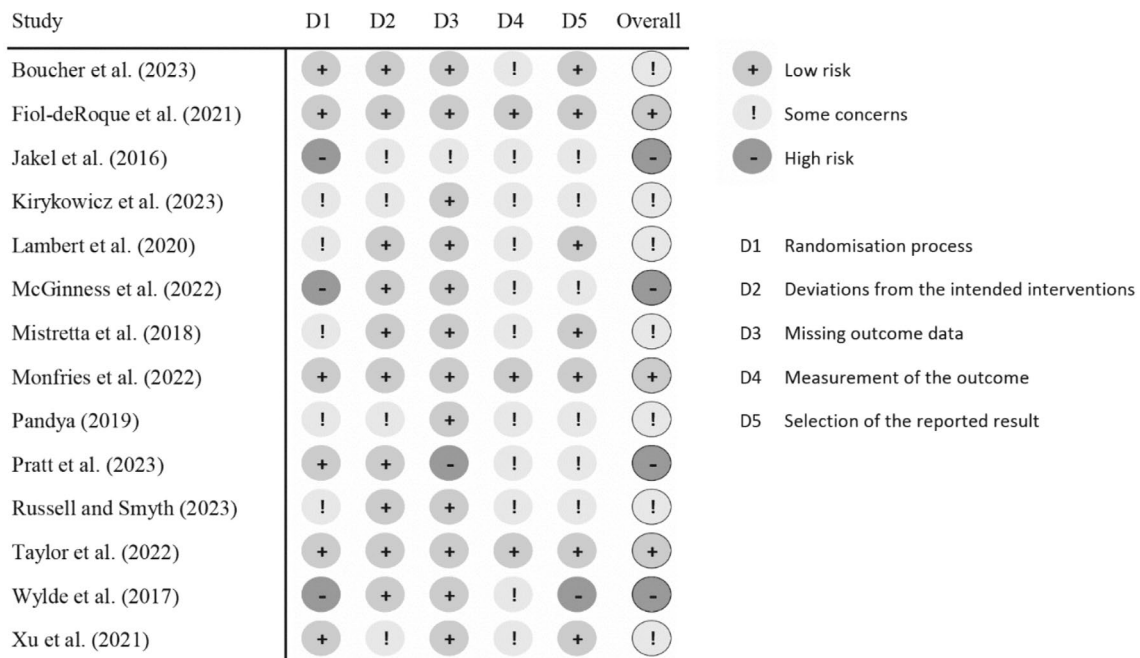 Study D1 D2 D3 D4 D5 Overall
Boucher et al. (2023) + + + ! + !
Fiol-deRoque et al. (2021) + + + + + +
Jakel et al. (2016) - ! ! ! ! -
Kirykowicz et al. (2023) ! ! + ! ! !
Lambert et al. (2020) ! + + ! + !
McGinness et al. (2022) - + + ! ! -
Mistretta et al. (2018) ! + + ! + !
Monfries et al. (2022) + + + + + +
Pandya (2019) ! ! + ! ! !
Pratt et al. (2023) + + - ! ! -
Russell and Smyth (2023) ! + + ! ! !
Taylor et al. (2022) + + + + + +
Wylde et al. (2017) - + + ! - -
Xu et al. (2021) + ! + ! + !
+ Low risk
! Some concerns
- High risk
D1 Randomisation process
D2 Deviations from the intended interventions
D3 Missing outcome data
D4 Measurement of the outcome
D5 Selection of the reported result